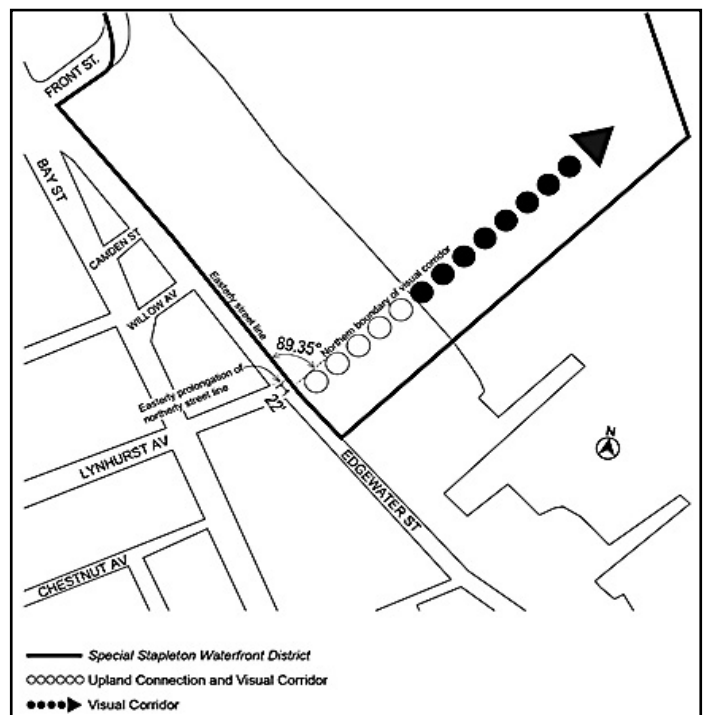 FRONT ST.
BAY ST
CAMDEN ST
WILLOW AV
Easterly street line
Northern boundary of visual corridor
89.35°
Easterly prolongation of
northerly street line
22'
LYNHURST AV
EDGEWATER ST
N
CHESTNUT AV
Special Stapleton Waterfront District
Upland Connection and Visual Corridor
Visual Corridor